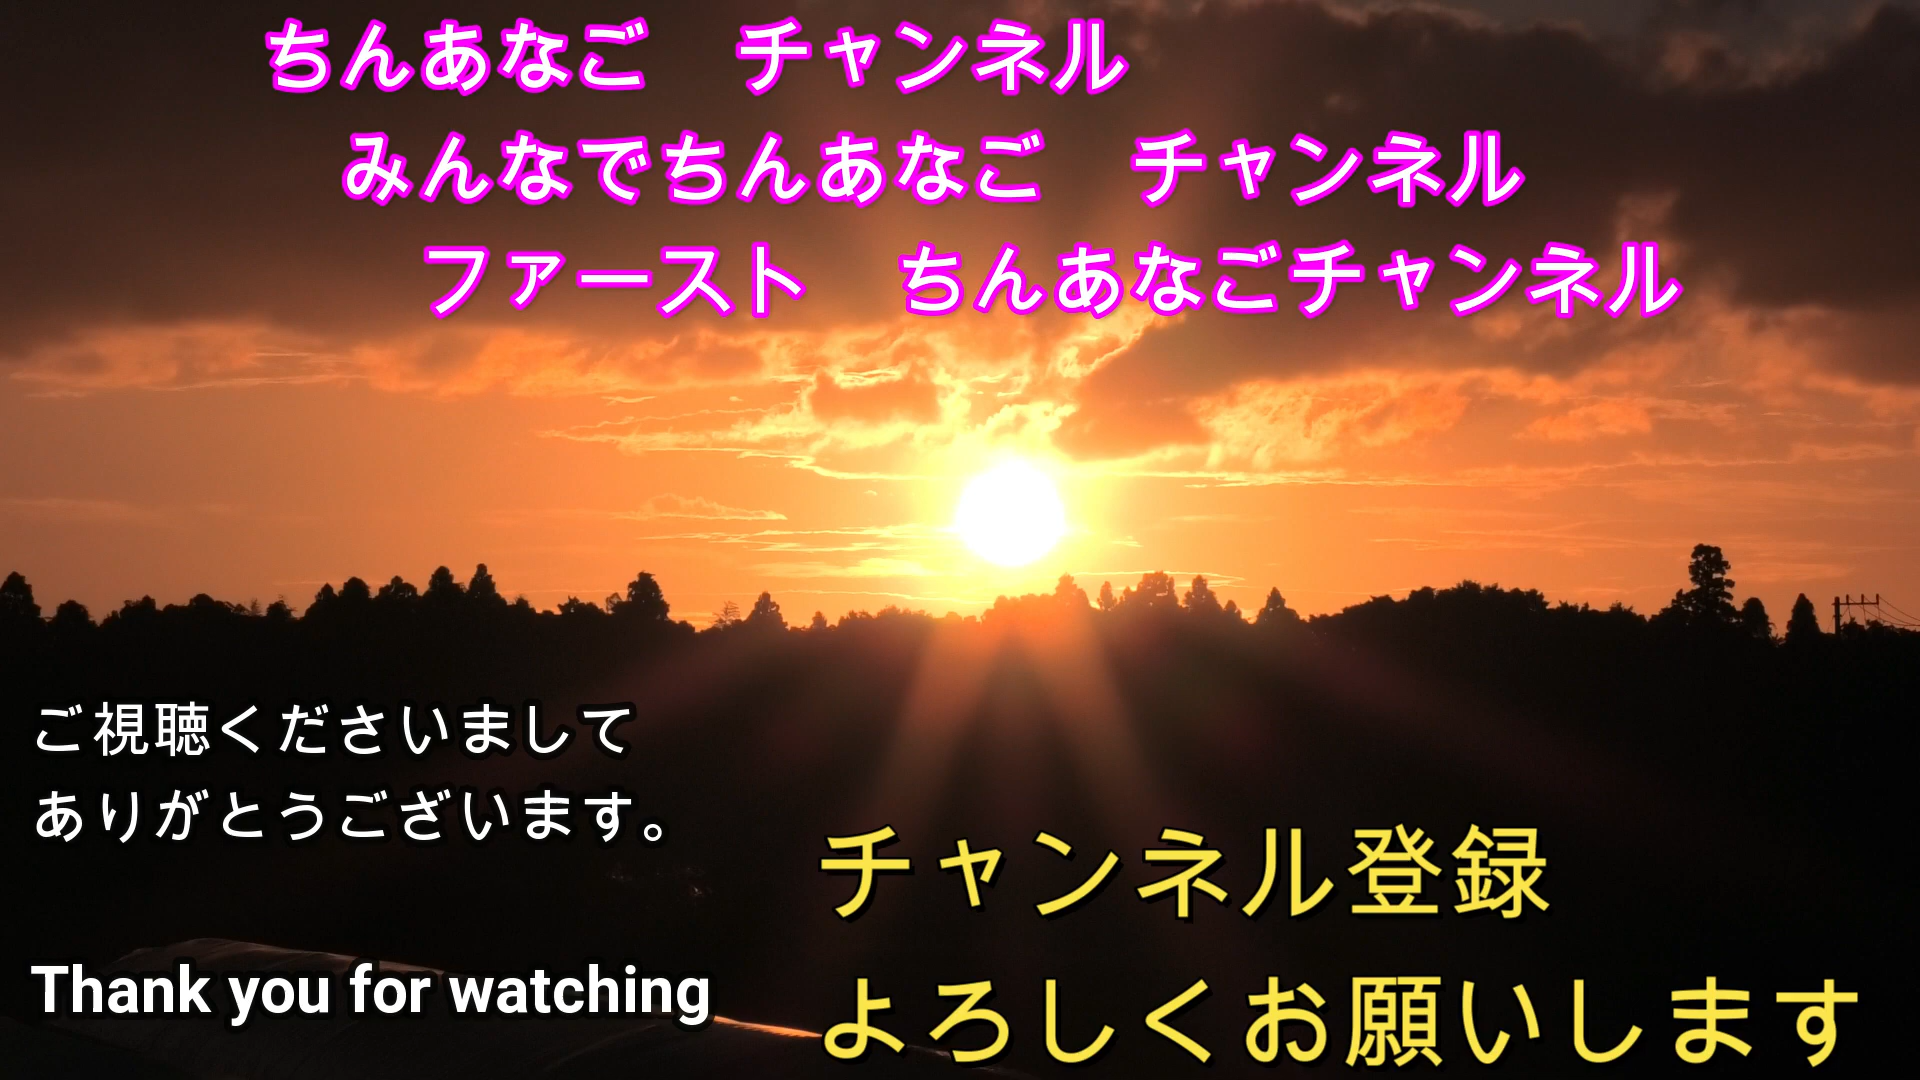 ちんあなご　チャンネル
みんなでちんあなご　チャンネル
ファースト　ちんあなごチャンネル
ご視聴くださいまして
ありがとうございます。
チャンネル登録
Thank you for watching
よろしくお願いします